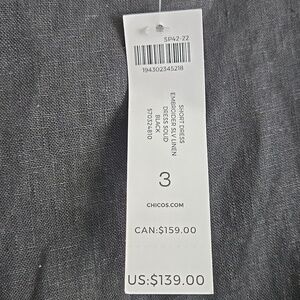 SP42-22
194302345218
SHORT DRESS
EMBROIDER SLV LINEN
DRESS SOLID
BLACK
570324810
3
CHICOS.COM
CAN:$159.00
US:$139.00